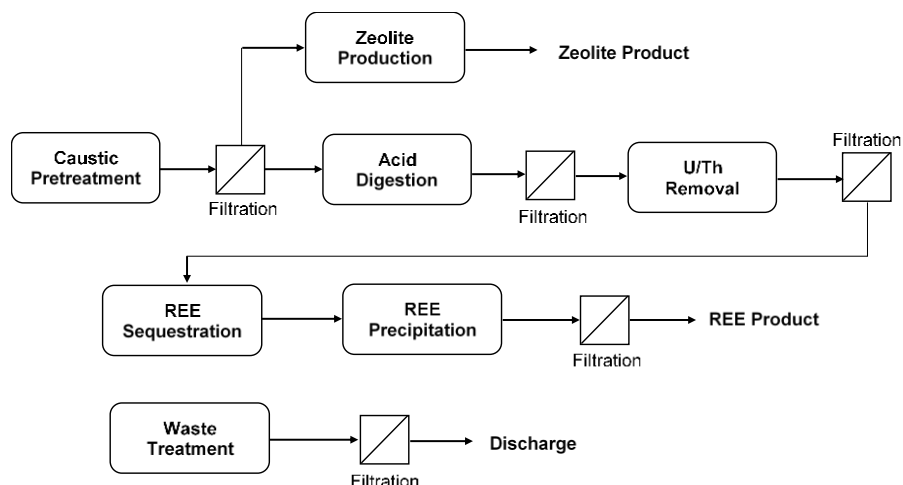 Zeolite
Production
Zeolite Product
Caustic
Pretreatment
Filtration
Acid
Digestion
Filtration
U/Th
Removal
Filtration
REE
Sequestration
REE
Precipitation
Filtration
REE Product
Waste
Treatment
Filtration
Discharge